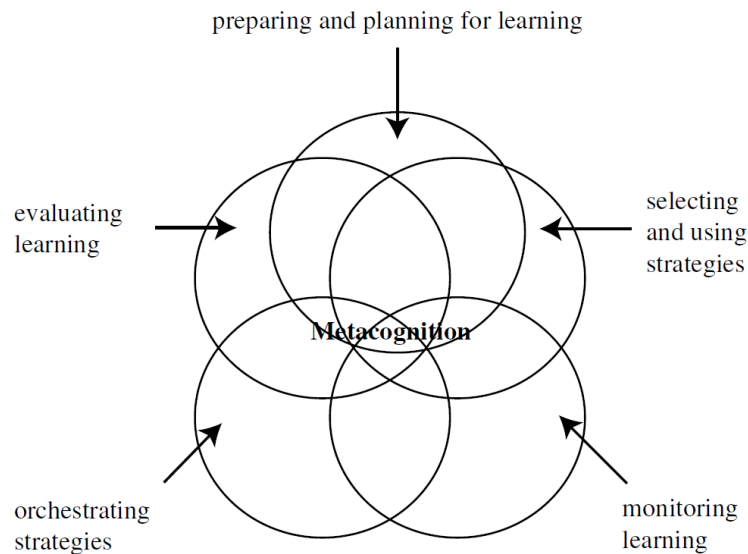 preparing and planning for learning
evaluating
learning
selecting
and using
strategies
Metacognition
orchestrating
strategies
monitoring
learning